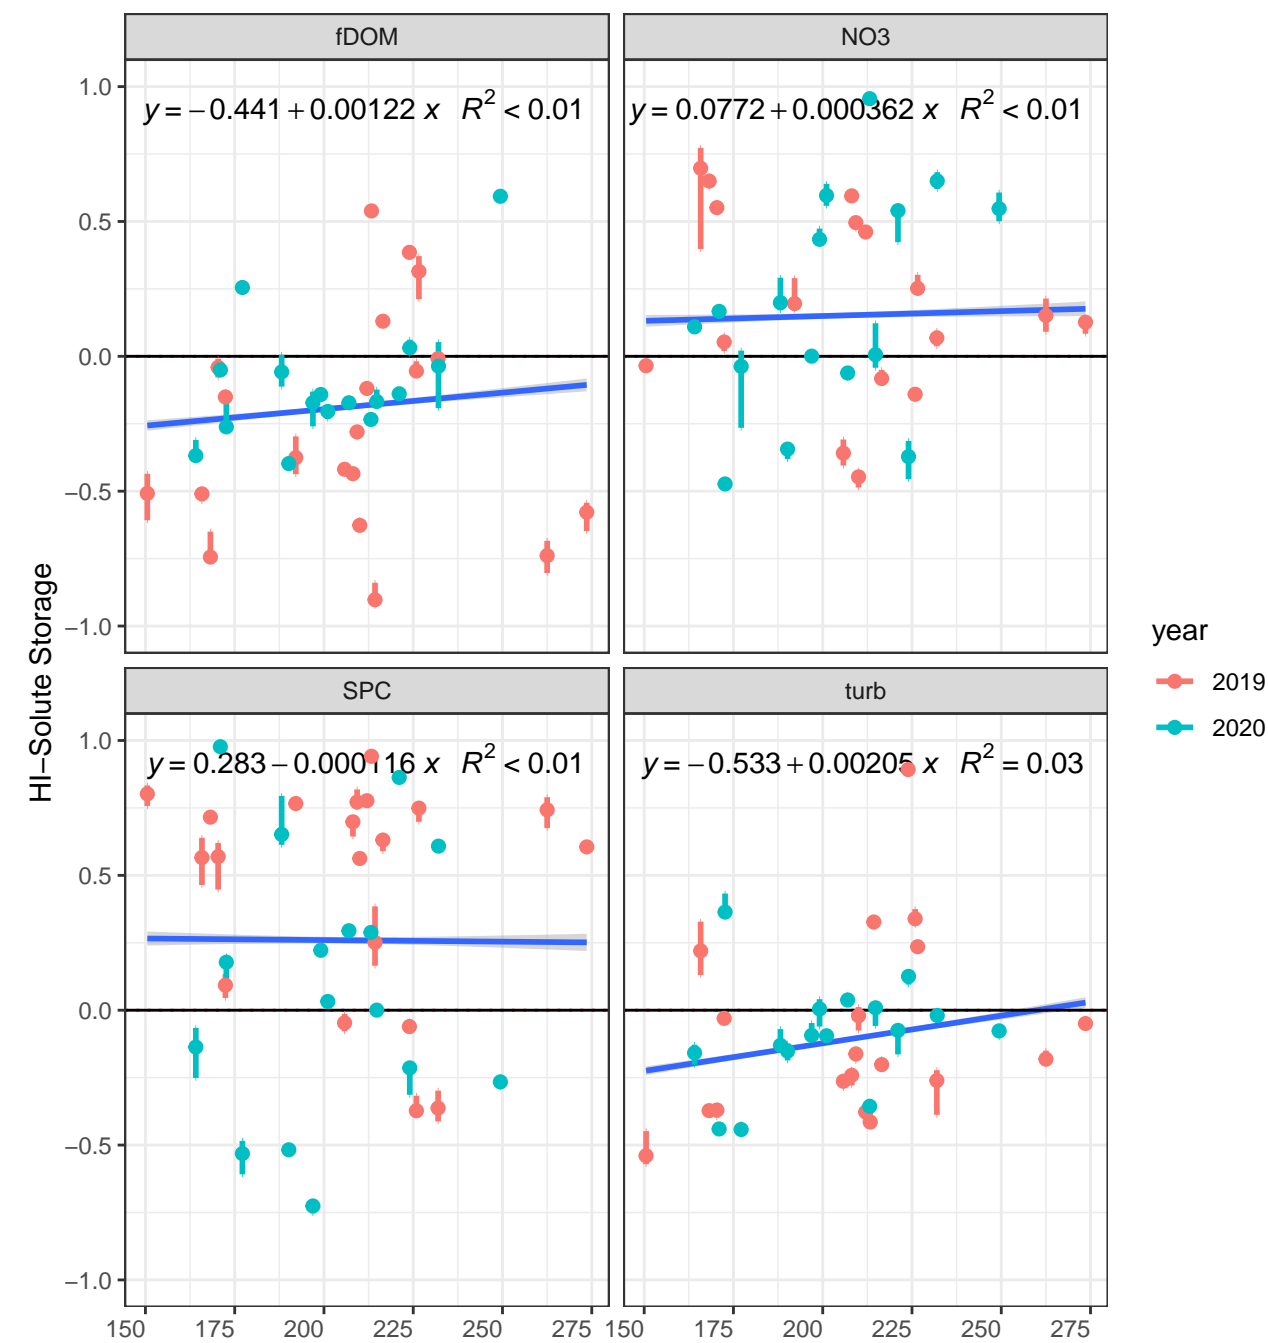 fDOM
NO3
y = −0.441 + 0.00122 x R² < 0.01
y = 0.0772 + 0.000362 x R² < 0.01
1.0
0.5
0.0
−0.5
−1.0
SPC
turb
y = 0.283 − 0.000116 x R² < 0.01
y = −0.533 + 0.00205 x R² = 0.03
1.0
0.5
0.0
−0.5
−1.0
150 175 200 225 250 275
150 175 200 225 250 275
HI−Solute Storage
year
2019
2020